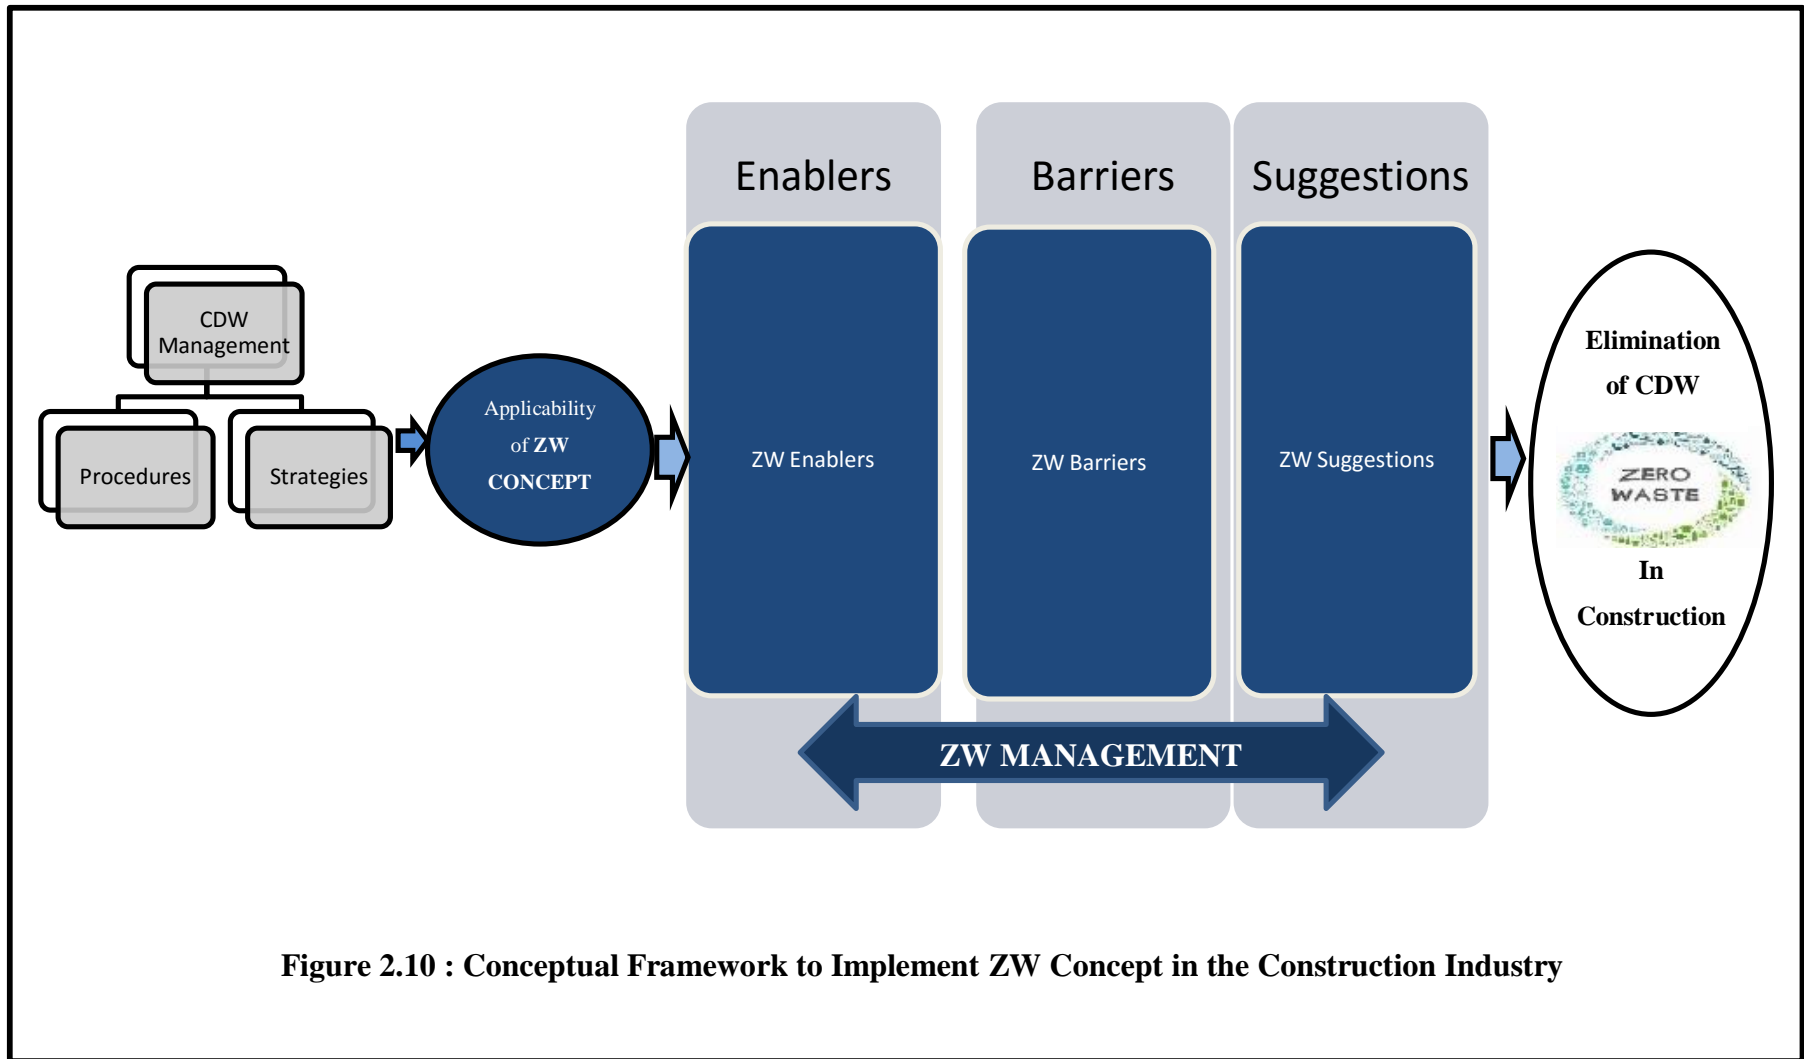 CDW
Management
Procedures
Strategies
Applicability
of ZW
CONCEPT
Enablers
ZW Enablers
Barriers
ZW Barriers
Suggestions
ZW Suggestions
ZW MANAGEMENT
Elimination
of CDW
ZERO
WASTE
In
Construction
Figure 2.10 : Conceptual Framework to Implement ZW Concept in the Construction Industry